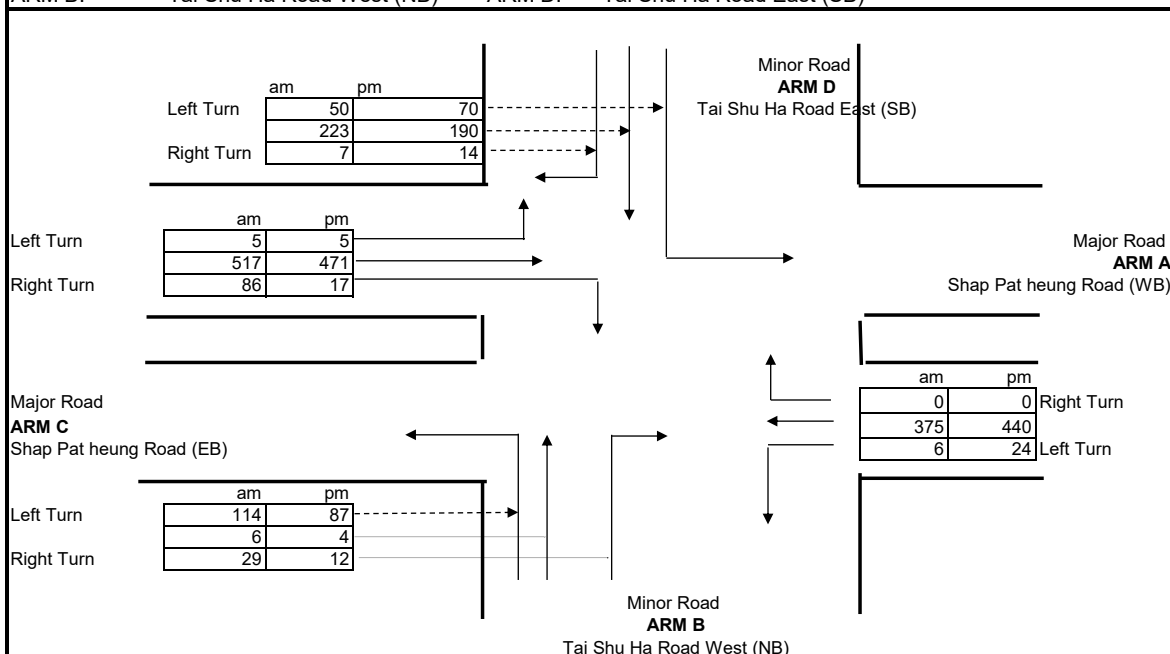 ARM B: Tai Shu Ha Road West (NB) ARM D: Tai Shu Ha Road East (SB)
Minor Road
ARM D
Tai Shu Ha Road East (SB)
am pm
Left Turn 50 70
223 190
Right Turn 7 14
am pm
Left Turn 5 5
517 471
Right Turn 86 17
Major Road
ARM A
Shap Pat heung Road (WB)
am pm
0 0 Right Turn
375 440
6 24 Left Turn
Major Road
ARM C
Shap Pat heung Road (EB)
am pm
Left Turn 114 87
6 4
Right Turn 29 12
Minor Road
ARM B
Tai Shu Ha Road West (NB)